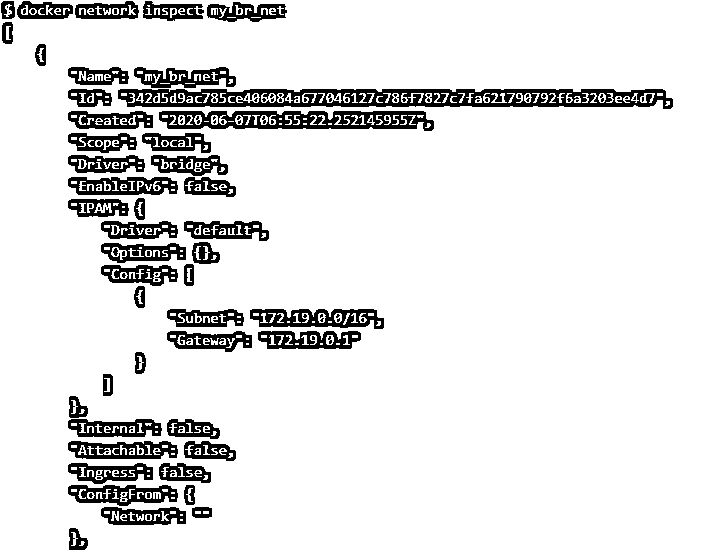 $ docker network inspect my_br_net
[
    {
        "Name": "my_br_net",
        "Id": "342d5d9ac785ce406084a677046127c786f7827c7fa621790792f6a3203ee4d7",
        "Created": "2020-06-07T06:55:22.252145955Z",
        "Scope": "local",
        "Driver": "bridge",
        "EnableIPv6": false,
        "IPAM": {
            "Driver": "default",
            "Options": {},
            "Config": [
                {
                    "Subnet": "172.19.0.0/16",
                    "Gateway": "172.19.0.1"
                }
            ]
        },
        "Internal": false,
        "Attachable": false,
        "Ingress": false,
        "ConfigFrom": {
            "Network": ""
        },